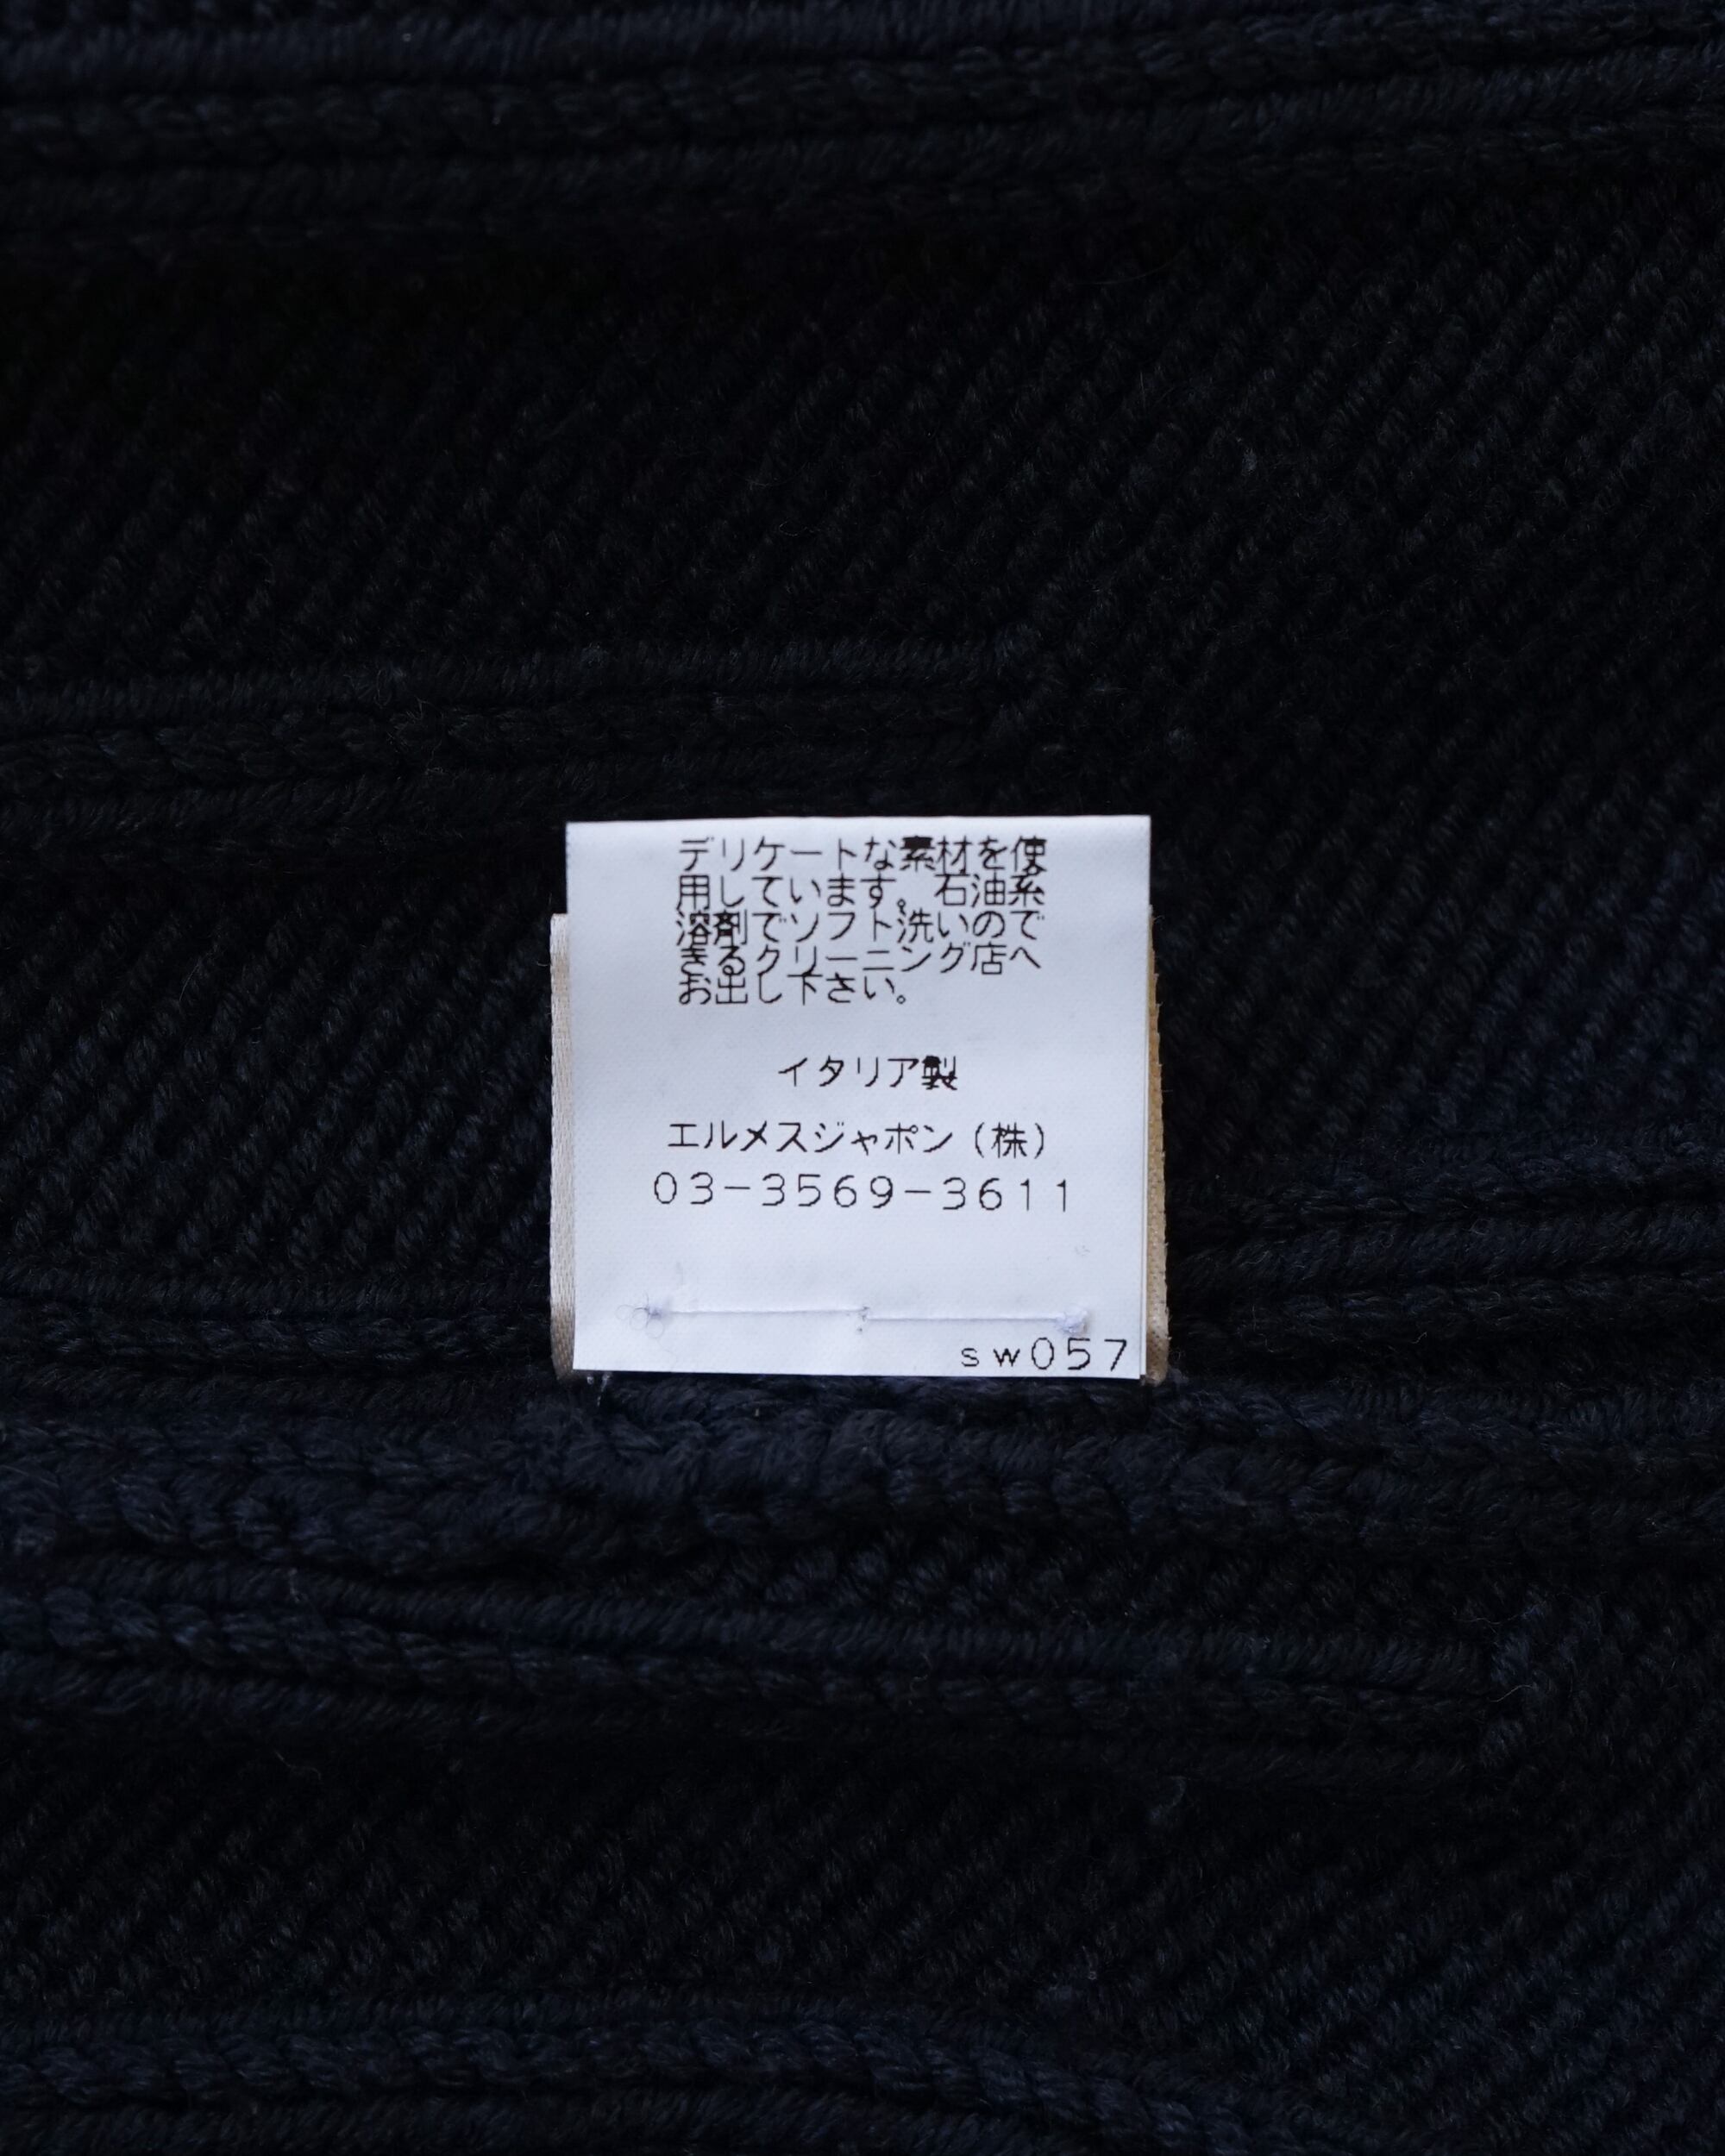 デリケートな素材を使
用しています。石油系
溶剤でソフト洗いので
きるクリーニング店へ
お出し下さい。
イタリア製
エルメスジャポン(株)
03-3569-3611
sw057